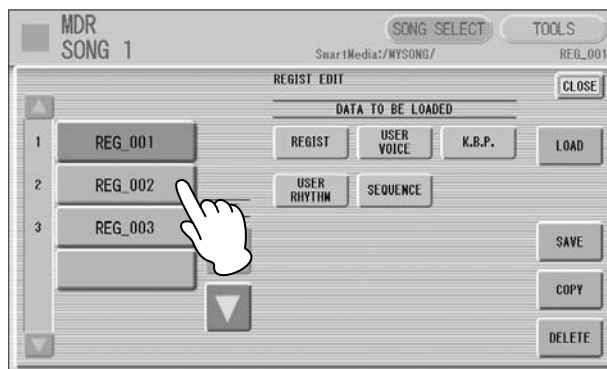 MDR
SONG 1
SONG SELECT
TOOLS
SmartMedia:/MYSONG/
REG_001
REGIST EDIT
CLOSE
DATA TO BE LOADED
1 REG_001
REGIST
USER VOICE
K.B.P.
LOAD
2 REG_002
USER RHYTHM
SEQUENCE
3 REG_003
SAVE
COPY
DELETE